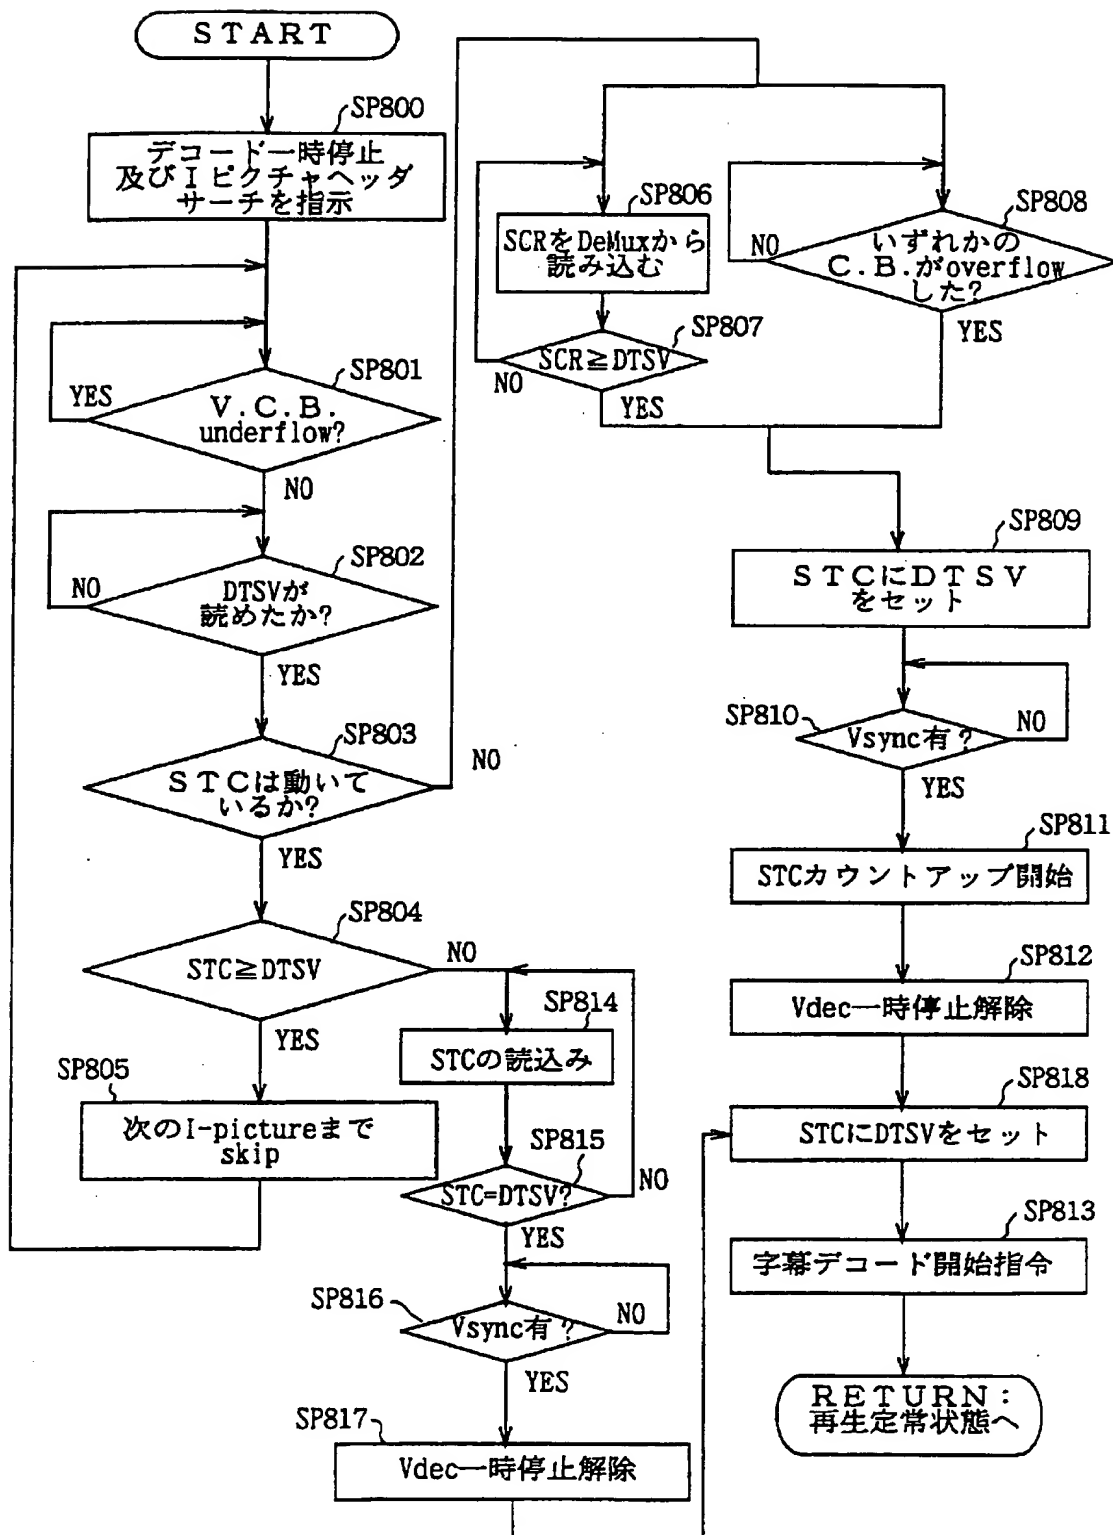 START
SP800
デコード一時停止
及びIピクチャヘッダ
サーチを指示
SP801
V.C.B.
underflow?
YES
NO
SP802
DTSVが
読めたか?
NO
YES
SP803
STCは動いて
いるか?
NO
YES
SP804
STC≧DTSV
NO
YES
SP805
次のI-pictureまで
skip
SP814
STCの読込み
SP815
STC=DTSV?
NO
YES
SP816
Vsync有?
NO
YES
SP817
Vdec一時停止解除
SP806
SCRをDeMuxから
読み込む
SP807
SCR≧DTSV
NO
YES
SP808
いずれかの
C.B.がoverflow
した?
NO
YES
SP809
STCにDTSV
をセット
SP810
Vsync有?
NO
YES
SP811
STCカウントアップ開始
SP812
Vdec一時停止解除
SP818
STCにDTSVをセット
SP813
字幕デコード開始指令
RETURN:
再生定常状態へ